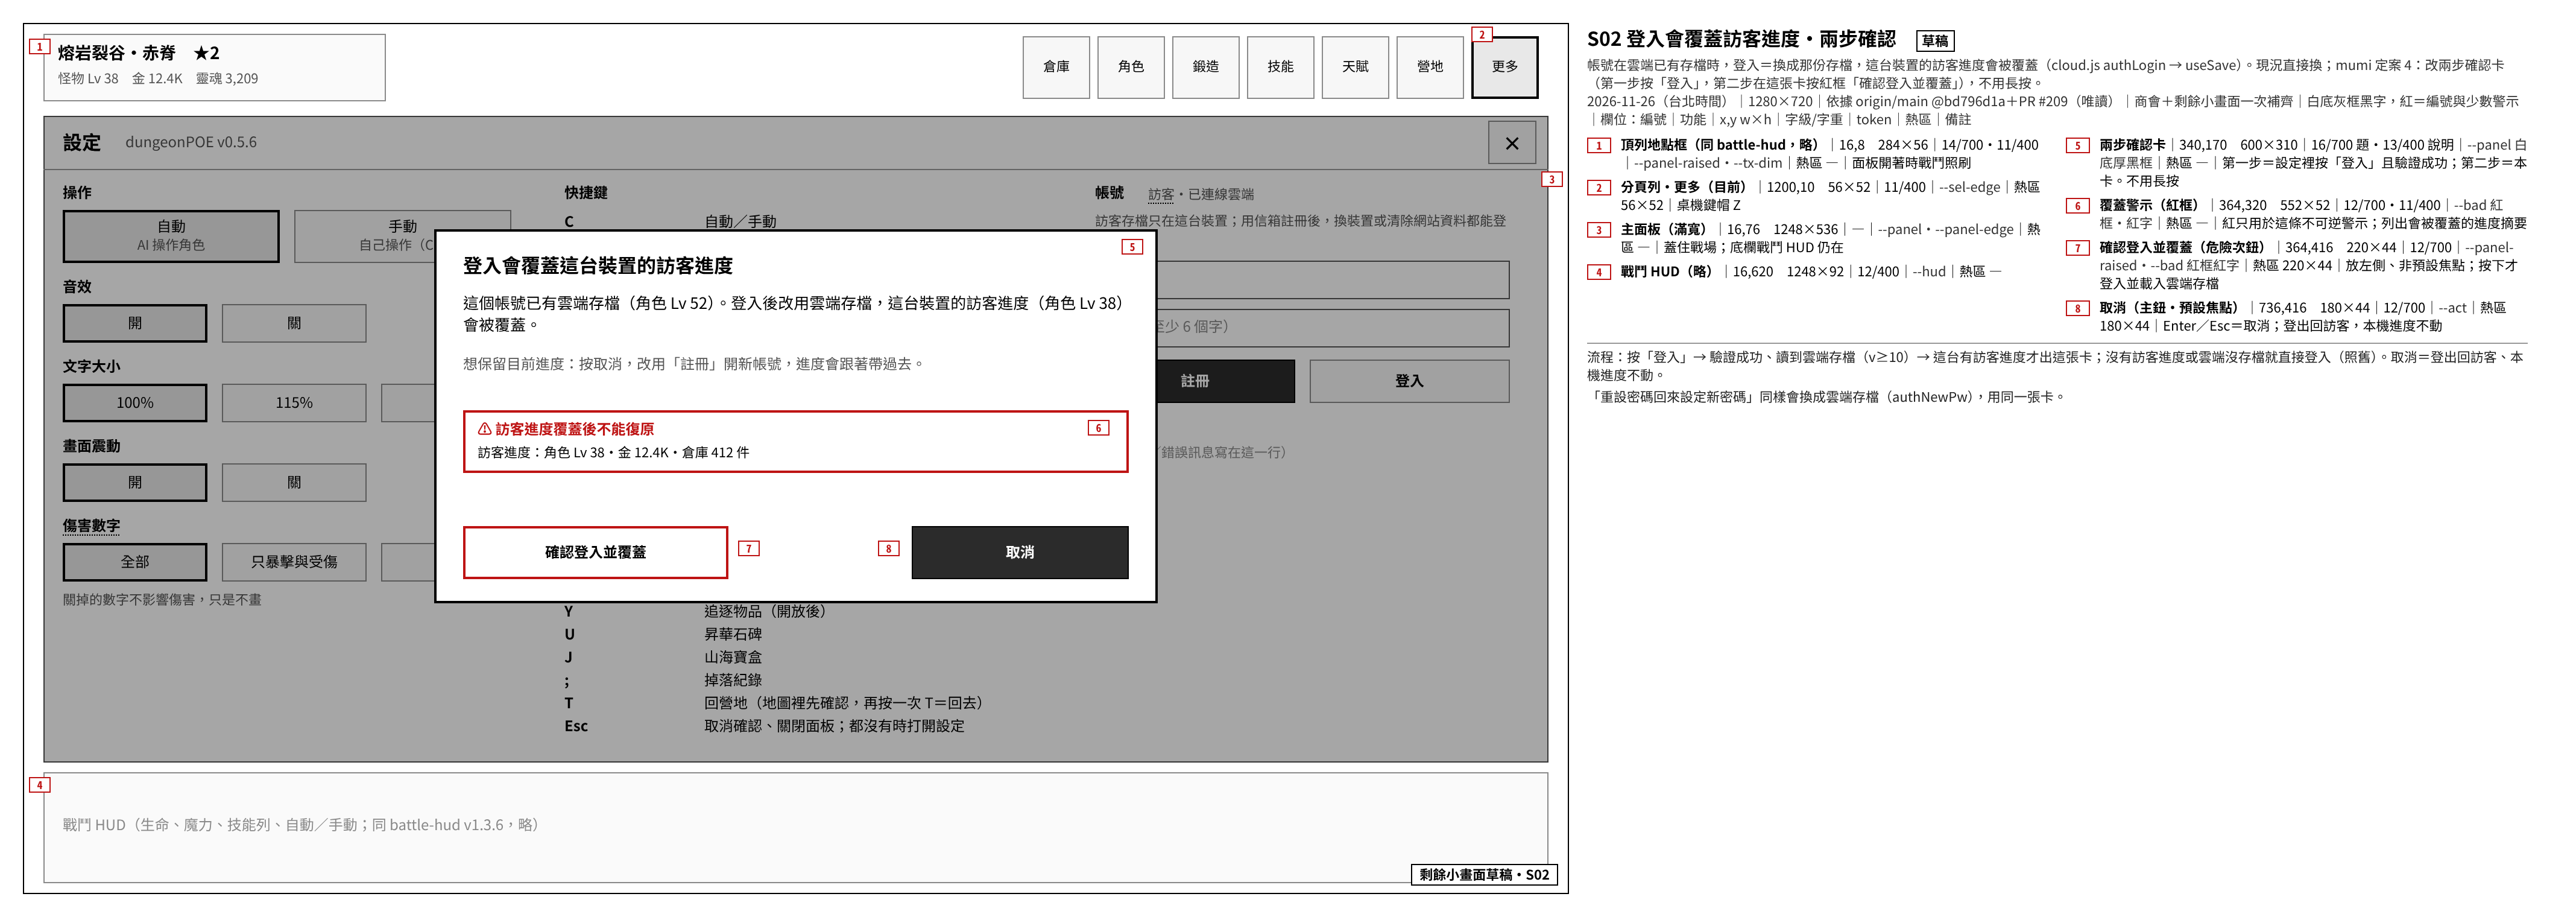 1
熔岩裂谷・赤脊 ★2
怪物 Lv 38 金 12.4K 靈魂 3,209
倉庫
角色
鍛造
技能
天賦
營地
2
更多
設定 dungeonPOE v0.5.6
✕
3
操作
自動
AI 操作角色
手動
自己操作（C
音效
開
關
文字大小
100%
115%
畫面震動
開
關
傷害數字
全部
只暴擊與受傷
關掉的數字不影響傷害，只是不畫
快捷鍵
C 自動／手動
Y 追逐物品（開放後）
U 昇華石碑
J 山海寶盒
; 掉落紀錄
T 回營地（地圖裡先確認，再按一次 T＝回去）
Esc 取消確認、關閉面板；都沒有時打開設定
帳號 訪客・已連線雲端
訪客存檔只在這台裝置；用信箱註冊後，換裝置或清除網站資料都能登
至少 6 個字）
註冊
登入
錯誤訊息寫在這一行）
5
登入會覆蓋這台裝置的訪客進度
這個帳號已有雲端存檔（角色 Lv 52）。登入後改用雲端存檔，這台裝置的訪客進度（角色 Lv 38）
會被覆蓋。
想保留目前進度：按取消，改用「註冊」開新帳號，進度會跟著帶過去。
⚠ 訪客進度覆蓋後不能復原
6
訪客進度：角色 Lv 38・金 12.4K・倉庫 412 件
確認登入並覆蓋
7
8
取消
4
戰鬥 HUD（生命、魔力、技能列、自動／手動；同 battle-hud v1.3.6，略）
剩餘小畫面草稿・S02
S02 登入會覆蓋訪客進度・兩步確認 草稿
帳號在雲端已有存檔時，登入＝換成那份存檔，這台裝置的訪客進度會被覆蓋（cloud.js authLogin → useSave）。現況直接換；mumi 定案 4：改兩步確認卡
（第一步按「登入」，第二步在這張卡按紅框「確認登入並覆蓋」），不用長按。
2026-11-26（台北時間）｜1280×720｜依據 origin/main @bd796d1a＋PR #209（唯讀）｜商會＋剩餘小畫面一次補齊｜白底灰框黑字，紅＝編號與少數警示
｜欄位：編號｜功能｜x,y w×h｜字級/字重｜token｜熱區｜備註
1 頂列地點框（同 battle-hud，略）｜16,8 284×56｜14/700・11/400
｜--panel-raised・--tx-dim｜熱區 —｜面板開著時戰鬥照刷
2 分頁列・更多（目前）｜1200,10 56×52｜11/400｜--sel-edge｜熱區
56×52｜桌機鍵帽 Z
3 主面板（滿寬）｜16,76 1248×536｜—｜--panel・--panel-edge｜熱
區 —｜蓋住戰場；底欄戰鬥 HUD 仍在
4 戰鬥 HUD（略）｜16,620 1248×92｜12/400｜--hud｜熱區 —
5 兩步確認卡｜340,170 600×310｜16/700 題・13/400 說明｜--panel 白
底厚黑框｜熱區 —｜第一步＝設定裡按「登入」且驗證成功；第二步＝本
卡。不用長按
6 覆蓋警示（紅框）｜364,320 552×52｜12/700・11/400｜--bad 紅
框・紅字｜熱區 —｜紅只用於這條不可逆警示；列出會被覆蓋的進度摘要
7 確認登入並覆蓋（危險次鈕）｜364,416 220×44｜12/700｜--panel-
raised・--bad 紅框紅字｜熱區 220×44｜放左側、非預設焦點；按下才
登入並載入雲端存檔
8 取消（主鈕・預設焦點）｜736,416 180×44｜12/700｜--act｜熱區
180×44｜Enter／Esc＝取消；登出回訪客，本機進度不動
流程：按「登入」→ 驗證成功、讀到雲端存檔（v≥10）→ 這台有訪客進度才出這張卡；沒有訪客進度或雲端沒存檔就直接登入（照舊）。取消＝登出回訪客、本
機進度不動。
「重設密碼回來設定新密碼」同樣會換成雲端存檔（authNewPw），用同一張卡。